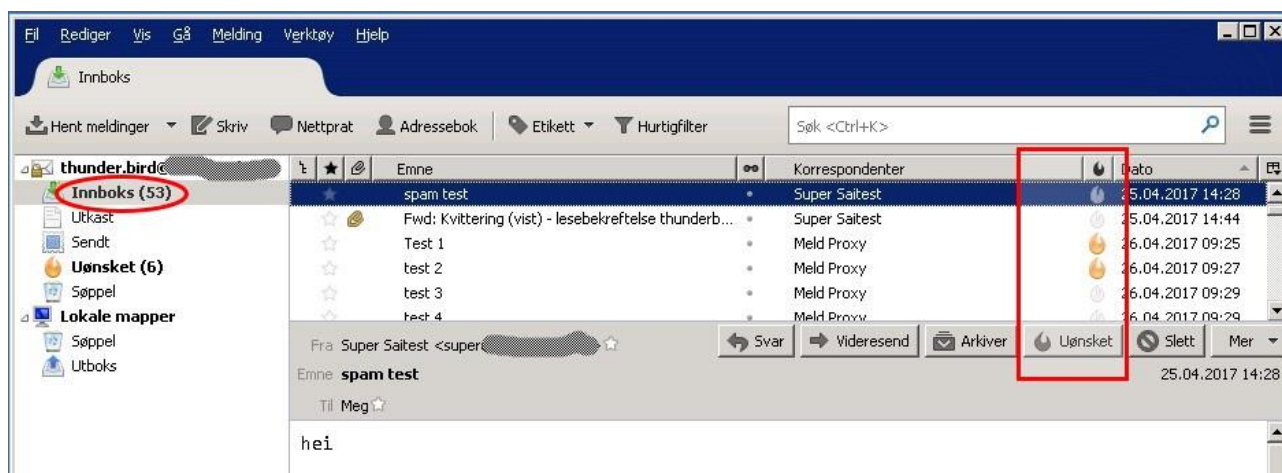 Fil Rediger Vis Gå Melding Verktøy Hjelp
Innboks
Hent meldinger Skriv Nettprat Adressebok Etikett Hurtigfilter Søk <Ctrl+K>
thunder.bird@
Innboks (53)
Utkast
Sendt
Uønsket (6)
Søppel
Lokale mapper
Søppel
Utboks
Emne Korrespondenter Dato
spam test Super Saitest 25.04.2017 14:28
Fwd: Kvittering (vist) - lesebekreftelse thunderb... Super Saitest 25.04.2017 14:44
Test 1 Meld Proxy 26.04.2017 09:25
test 2 Meld Proxy 26.04.2017 09:27
test 3 Meld Proxy 26.04.2017 09:29
test 4 Meld Proxy 26.04.2017 09:29
Fra Super Saitest <super Svar Videresend Arkiver Uønsket Slett Mer
Emne spam test 25.04.2017 14:28
Til Meg
hei